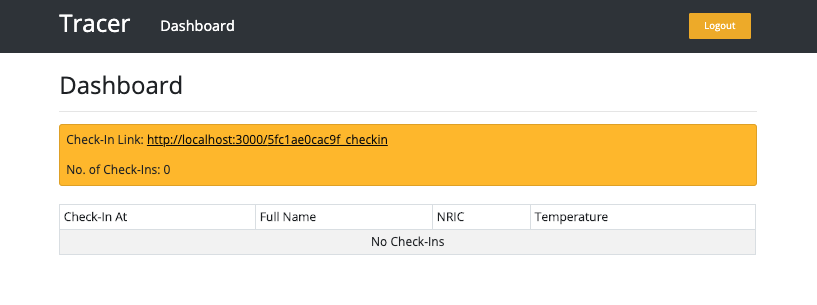 Tracer Dashboard Logout
Dashboard
Check-In Link: http://localhost:3000/5fc1ae0cac9f_checkin
No. of Check-Ins: 0
Check-In At Full Name NRIC Temperature
No Check-Ins